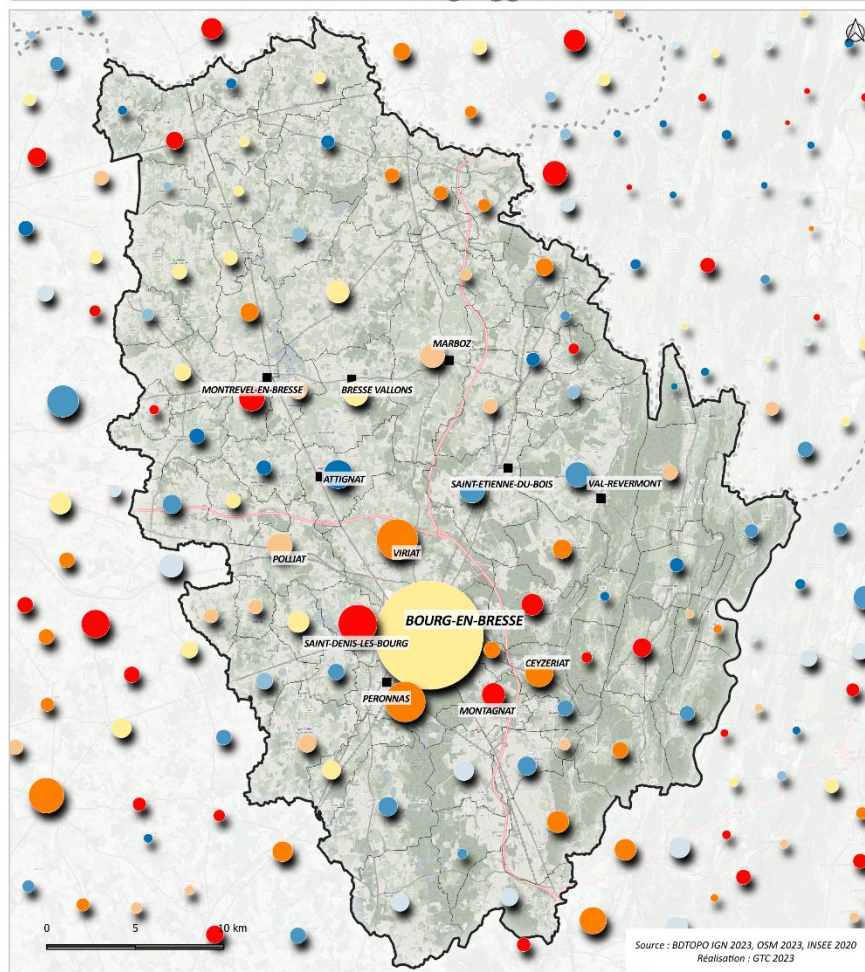 MARBOZ
MONTREVEL-EN-BRESSE
BRESSE VALLONS
ATTIGNAT
SAINT-ETIENNE-DU-BOIS
VAL-REVERMONT
VIRIAT
POLLIAT
BOURG-EN-BRESSE
SAINT-DENIS-LES-BOURG
CEYZERIAT
PERONNAS
MONTAGNAT
0 5 10 km
Source : BDTOPO IGN 2023, OSM 2023, INSEE 2020
Réalisation : GTC 2023